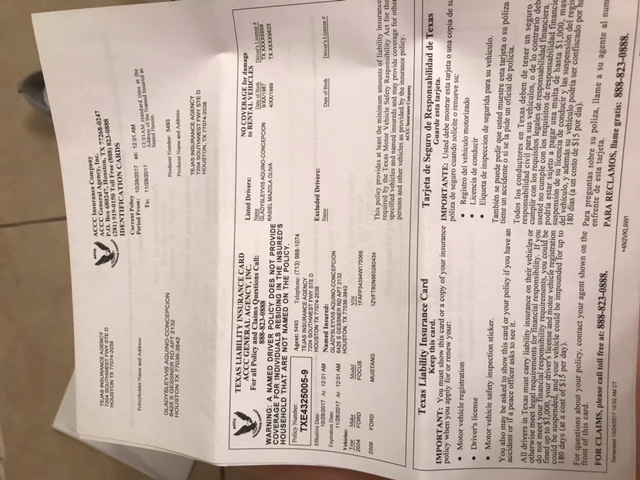 TEJAS INSURANCE AGENCY
7204 SOUTHWEST FWY STE D
HOUSTON TX 77074-2038
ACCC Insurance Company
ACCC General Agency, Inc.
P.O. Box 680247, Houston, TX 77268-0247
(281) 919-0150 Toll Free (888) 823-0888
IDENTIFICATION CARDS
Policyholder Name and Address:
Current Policy
Period From: 10/28/2017 at: 12:01 AM
To: 11/28/2017 12:01AM standard time at the
Address of the Named Insured as
Stated Herein
GLADYSLEYVIS AQUINO-CONCEPCION
6425 S GESSNER RD APT 2132
HOUSTON TX 77036-3842
Producer Number: 5493
Producer Name and Address:
TEJAS INSURANCE AGENCY
7204 SOUTHWEST FWY STE D
HOUSTON, TX 77074-2038
TEXAS LIABILITY INSURANCE CARD
ACCC GENERAL AGENCY, INC.
For all Policy and Claims Questions Call:
888-823-0888
WARNING: A NAMED DRIVER POLICY DOES NOT PROVIDE
COVERAGE FOR INDIVIDUALS RESIDING IN THE INSURED'S
HOUSEHOLD THAT ARE NOT NAMED ON THE POLICY.
Policy Number:
TXE4325005-9
Agent: 5493 Telephone: (713) 988-1074
TEJAS INSURANCE AGENCY
7204 SOUTHWEST FWY STE D
HOUSTON TX 77074-2038
Effective Date:
10/28/2017 At 12:01 AM
Expiration Date
11/28/2017 At 12:01 AM
Named Insured:
GLADYSLEYVIS AQUINO-CONCEPCION
6425 S GESSNER RD APT 2132
HOUSTON TX 77036-3842
Vehicles:
Year Make Model VIN
2004 FORD FOCUS 1FAFP34394W170068
2006 FORD MUSTANG 1ZVFT80N965260434
Listed Drivers:
NO COVERAGE for damage
to RENTAL VEHICLES
Name Date of Birth Driver's License #
GLADYSLEYVIS AQUINO-CONCEPCION 9/XX/1987 TX XXXX6868
RASIEL MAZOLA OLIVA 4/XX/1989 TX XXXX9823
Excluded Drivers:
Name Date of Birth Driver's License #
This policy provides at least the minimum amounts of liability insurance
required by the Texas Motor Vehicle Safety Responsibility Act for the
specified vehicles and named insureds and may provide coverage for other
persons and other vehicles as provided by the insurance policy.
ACCC Insurance Company
Texas Liability Insurance Card
Keep this card.
IMPORTANT: You must show this card or a copy of your insurance
policy when you apply for or renew your:
• Motor vehicle registration
• Driver's license
• Motor vehicle safety inspection sticker.
You also may be asked to show this card or your policy if you have an
accident or if a peace officer asks to see it.
All drivers in Texas must carry liability insurance on their vehicles or
otherwise meet legal requirements for financial responsibility. If you
do not meet your financial responsibility requirements, you could be
fined up to $1,000, your driver's license and motor vehicle registration
could be suspended, and your vehicle could be impounded for up to
180 days (at a cost of $15 per day).
For questions about your policy, contact your agent shown on the
front of this card.
FOR CLAIMS, please call toll free at: 888-823-0888.
Tarjeta de Seguro de Responsabilidad de Texas
Guarde esta tarjeta.
IMPORTANTE: Usted debe mostrar esta tarjeta o una copia de su
póliza de seguro cuando solicite o renueve su:
• Registro del vehículo motorizado
• Licencia de conducir
• Etiqueta de inspección de seguridad para su vehículo.
También se puede pedir que usted muestre esta tarjeta o su póliza
tiene un accidente o si se la pide un oficial de policía.
Todos los conductores en Texas deben de tener un seguro
responsabilidad civil para sus vehículos, o de lo contrario deb
cumplir con los requisitos legales de responsabilidad financiera.
usted no cumple con los requisitos de responsabilidad financier
podría estar sujeto a pagar una multa de hasta $1,000, mas
suspensión de su licencia de conducir y las suspensión del regis
del vehículo, y además su vehículo podría ser confiscado por ha
180 días (a un costo de $15 por día).
Para preguntas sobre su poliza, llame a su agente al num
enfrente de esta tarjeta.
PARA RECLAMOS, llame gratis: 888-823-0888.
Generated 10/24/2017 10:52 AM CT
+4N2VKL9W1